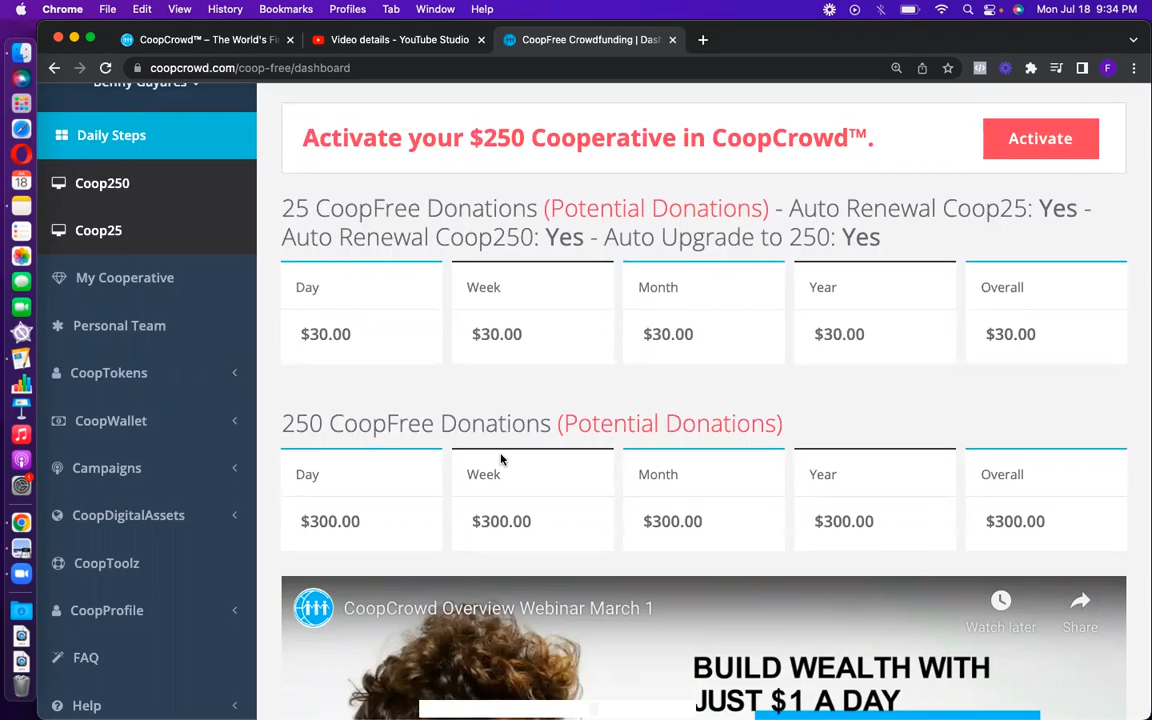 Chrome File Edit View History Bookmarks Profiles Tab Window Help Mon Jul 18 9:34 PM
CoopCrowd™ – The World's Fi Video details - YouTube Studio CoopFree Crowdfunding | Das
coopcrowd.com/coop-free/dashboard F
Benny Gayares
Daily Steps
Coop250
Coop25
My Cooperative
Personal Team
CoopTokens
CoopWallet
Campaigns
CoopDigitalAssets
CoopToolz
CoopProfile
FAQ
Help
Activate your $250 Cooperative in CoopCrowd™. Activate
25 CoopFree Donations (Potential Donations) - Auto Renewal Coop25: Yes -
Auto Renewal Coop250: Yes - Auto Upgrade to 250: Yes
Day Week Month Year Overall
$30.00 $30.00 $30.00 $30.00 $30.00
250 CoopFree Donations (Potential Donations)
Day Week Month Year Overall
$300.00 $300.00 $300.00 $300.00 $300.00
CoopCrowd Overview Webinar March 1
Watch later Share
BUILD WEALTH WITH
JUST $1 A DAY